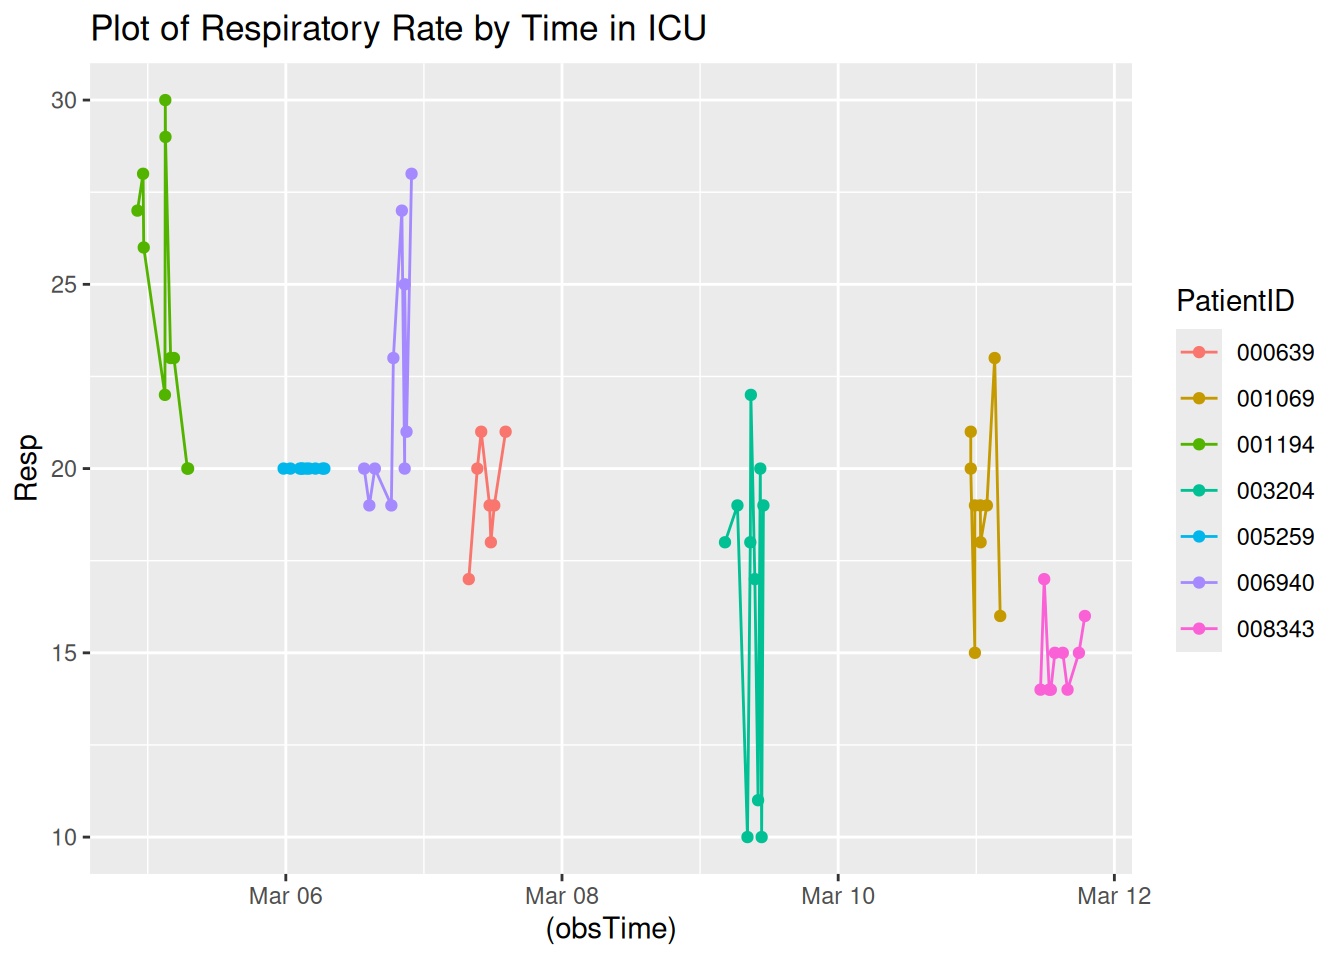 Plot of Respiratory Rate by Time in ICU
30
25
20
15
10
Resp
Mar 06
Mar 08
Mar 10
Mar 12
(obsTime)
PatientID
000639
001069
001194
003204
005259
006940
008343